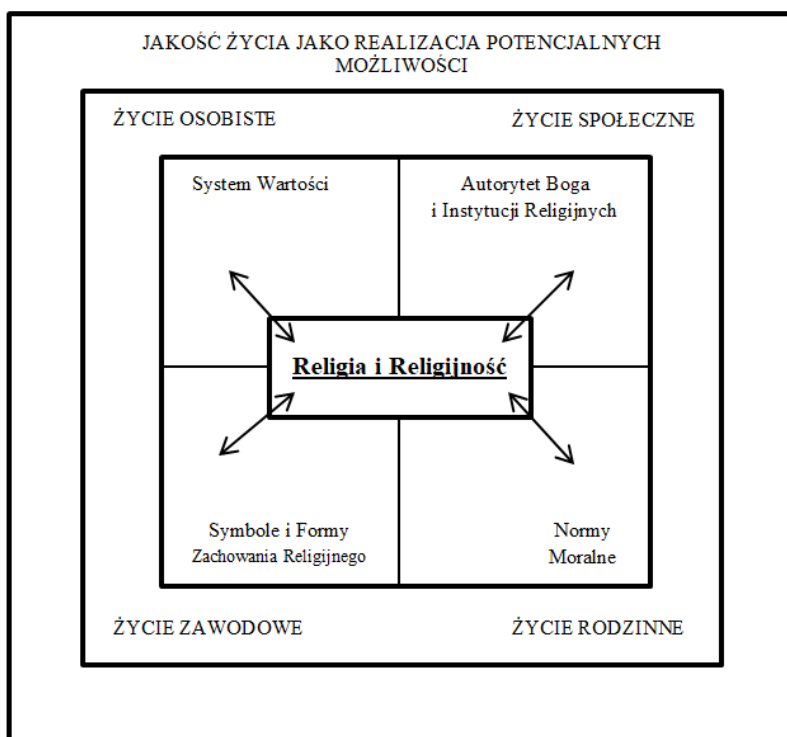 JAKOŚĆ ŻYCIA JAKO REALIZACJA POTENCJALNYCH
MOŻLIWOŚCI
ŻYCIE OSOBISTE
ŻYCIE SPOŁECZNE
System Wartości
Autorytet Boga
i Instytucji Religijnych
Religia i Religijność
Symbole i Formy
Zachowania Religijnego
Normy
Moralne
ŻYCIE ZAWODOWE
ŻYCIE RODZINNE